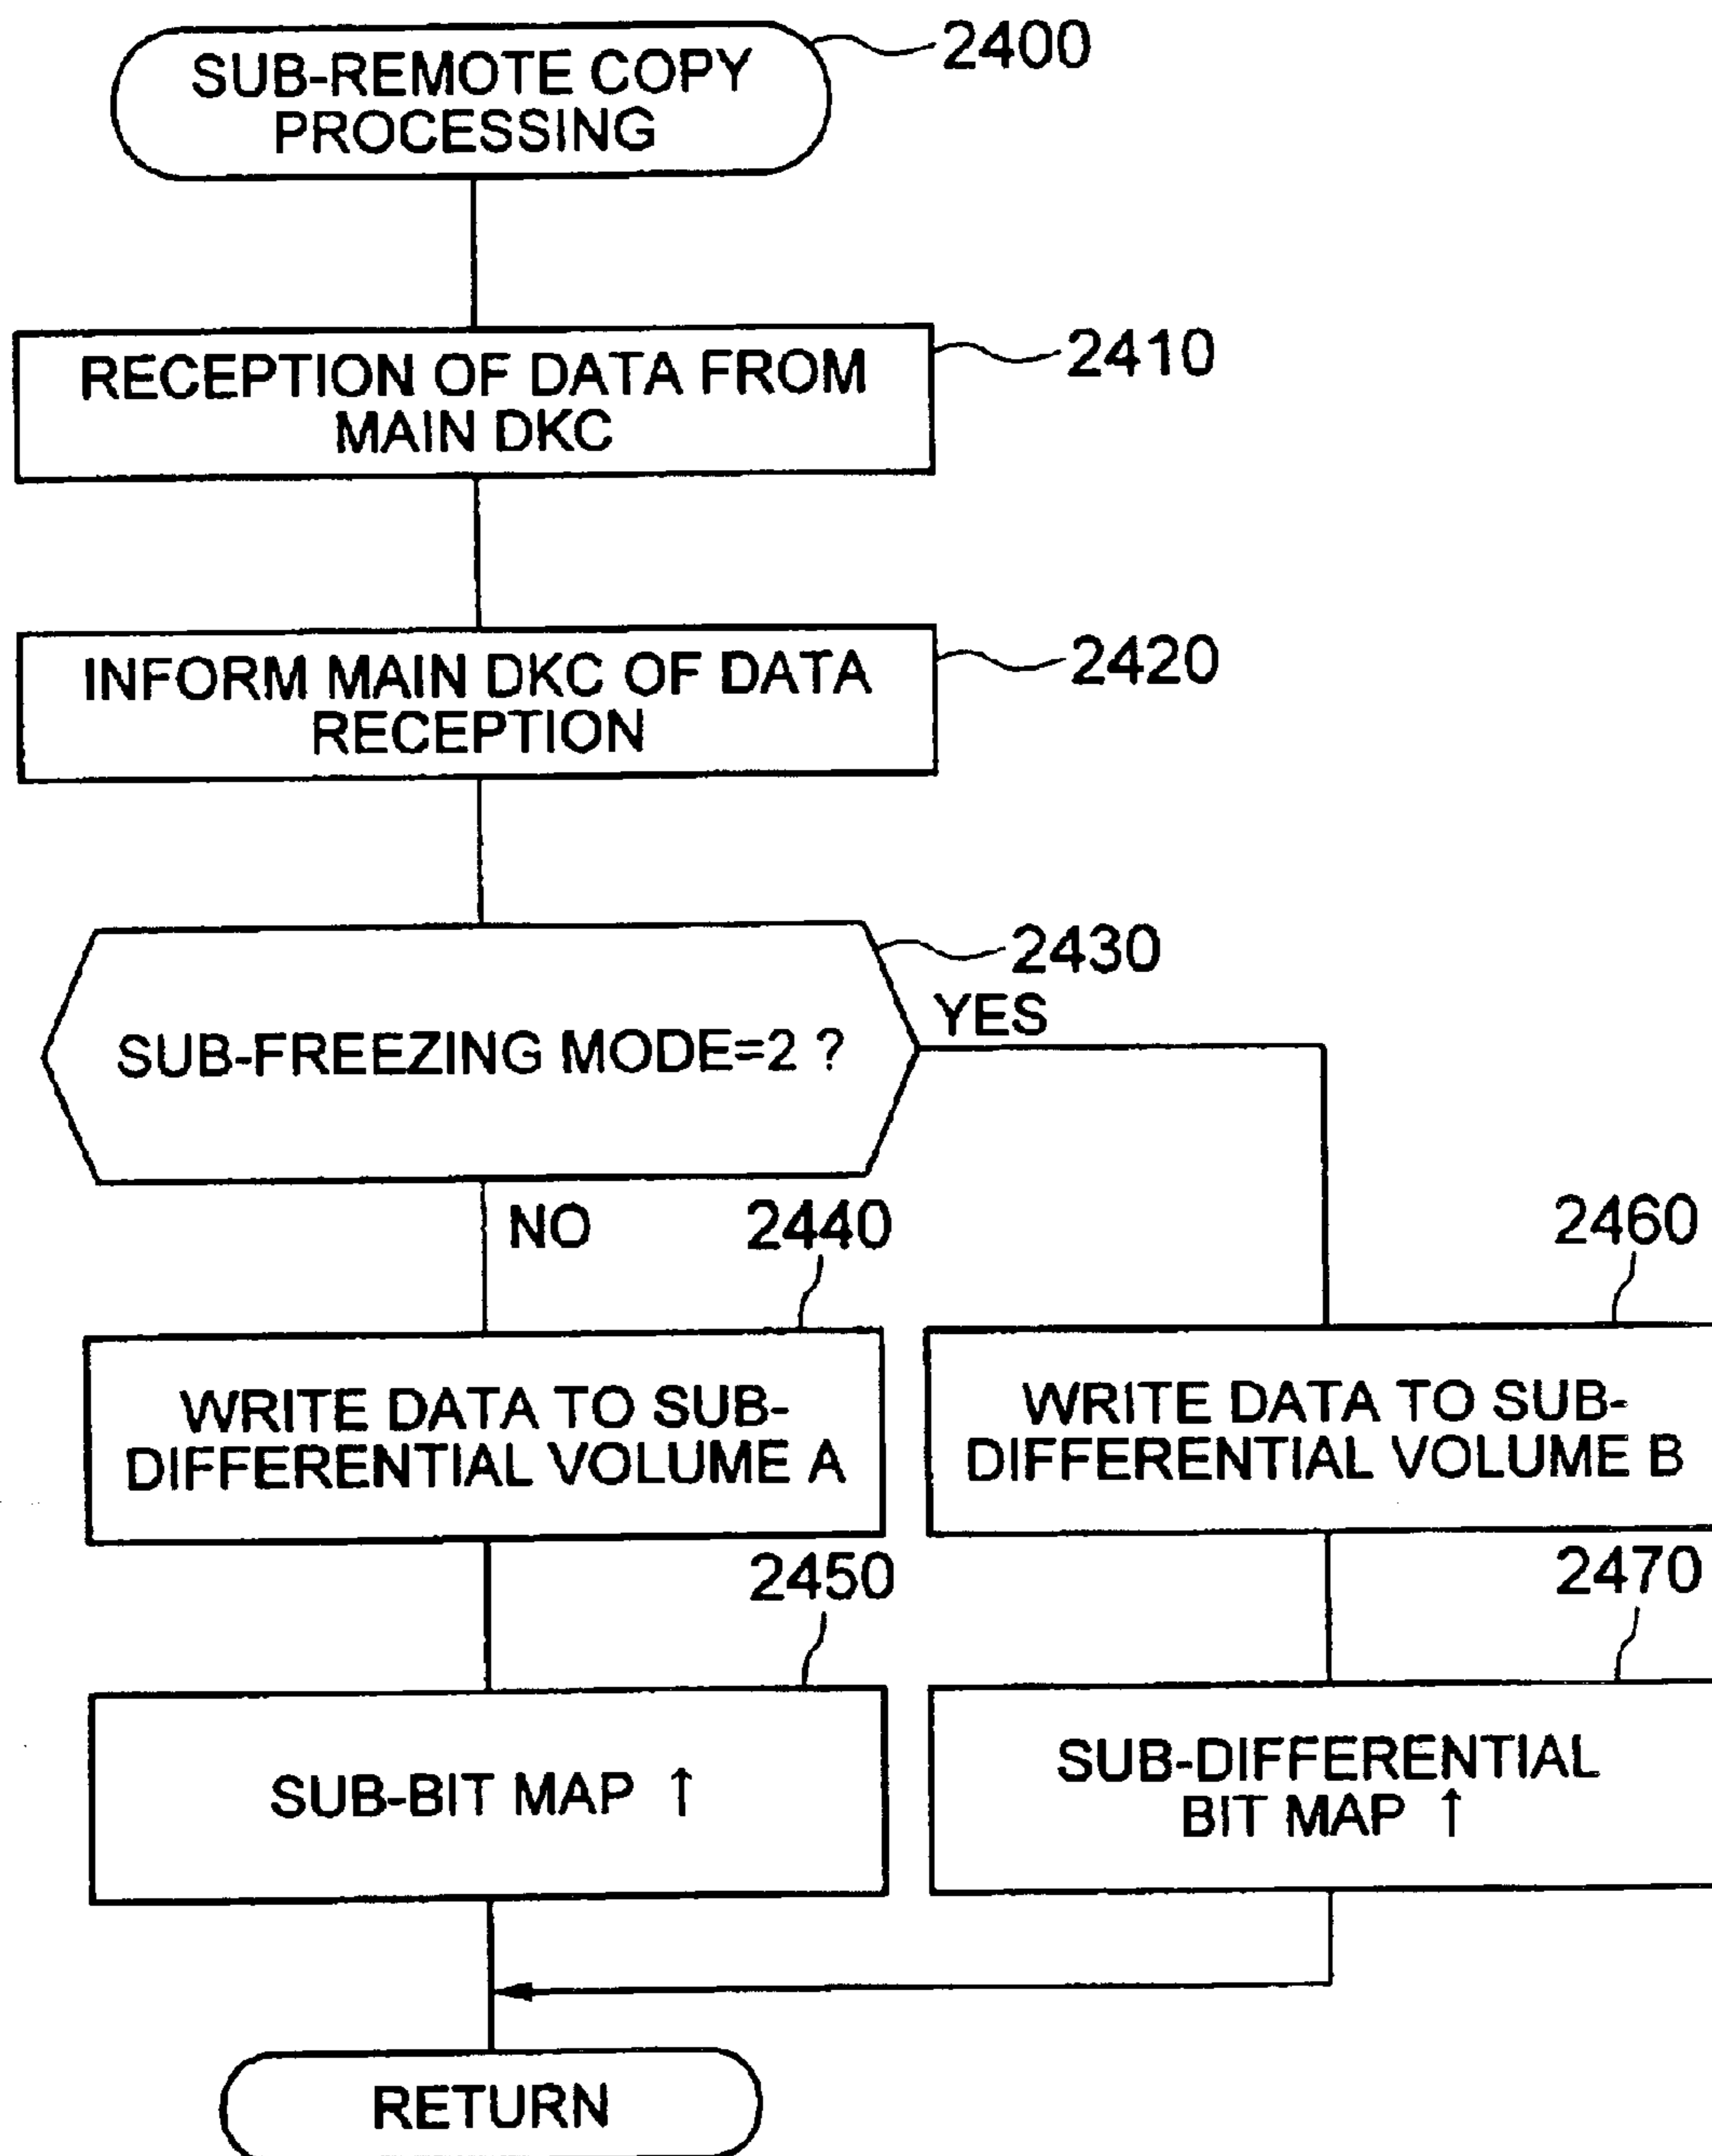 SUB-REMOTE COPY
PROCESSING
2400
RECEPTION OF DATA FROM
MAIN DKC
2410
INFORM MAIN DKC OF DATA
RECEPTION
2420
SUB-FREEZING MODE=2 ?
2430
YES
NO
2440
WRITE DATA TO SUB-
DIFFERENTIAL VOLUME A
2460
WRITE DATA TO SUB-
DIFFERENTIAL VOLUME B
2450
SUB-BIT MAP ↑
2470
SUB-DIFFERENTIAL
BIT MAP ↑
RETURN